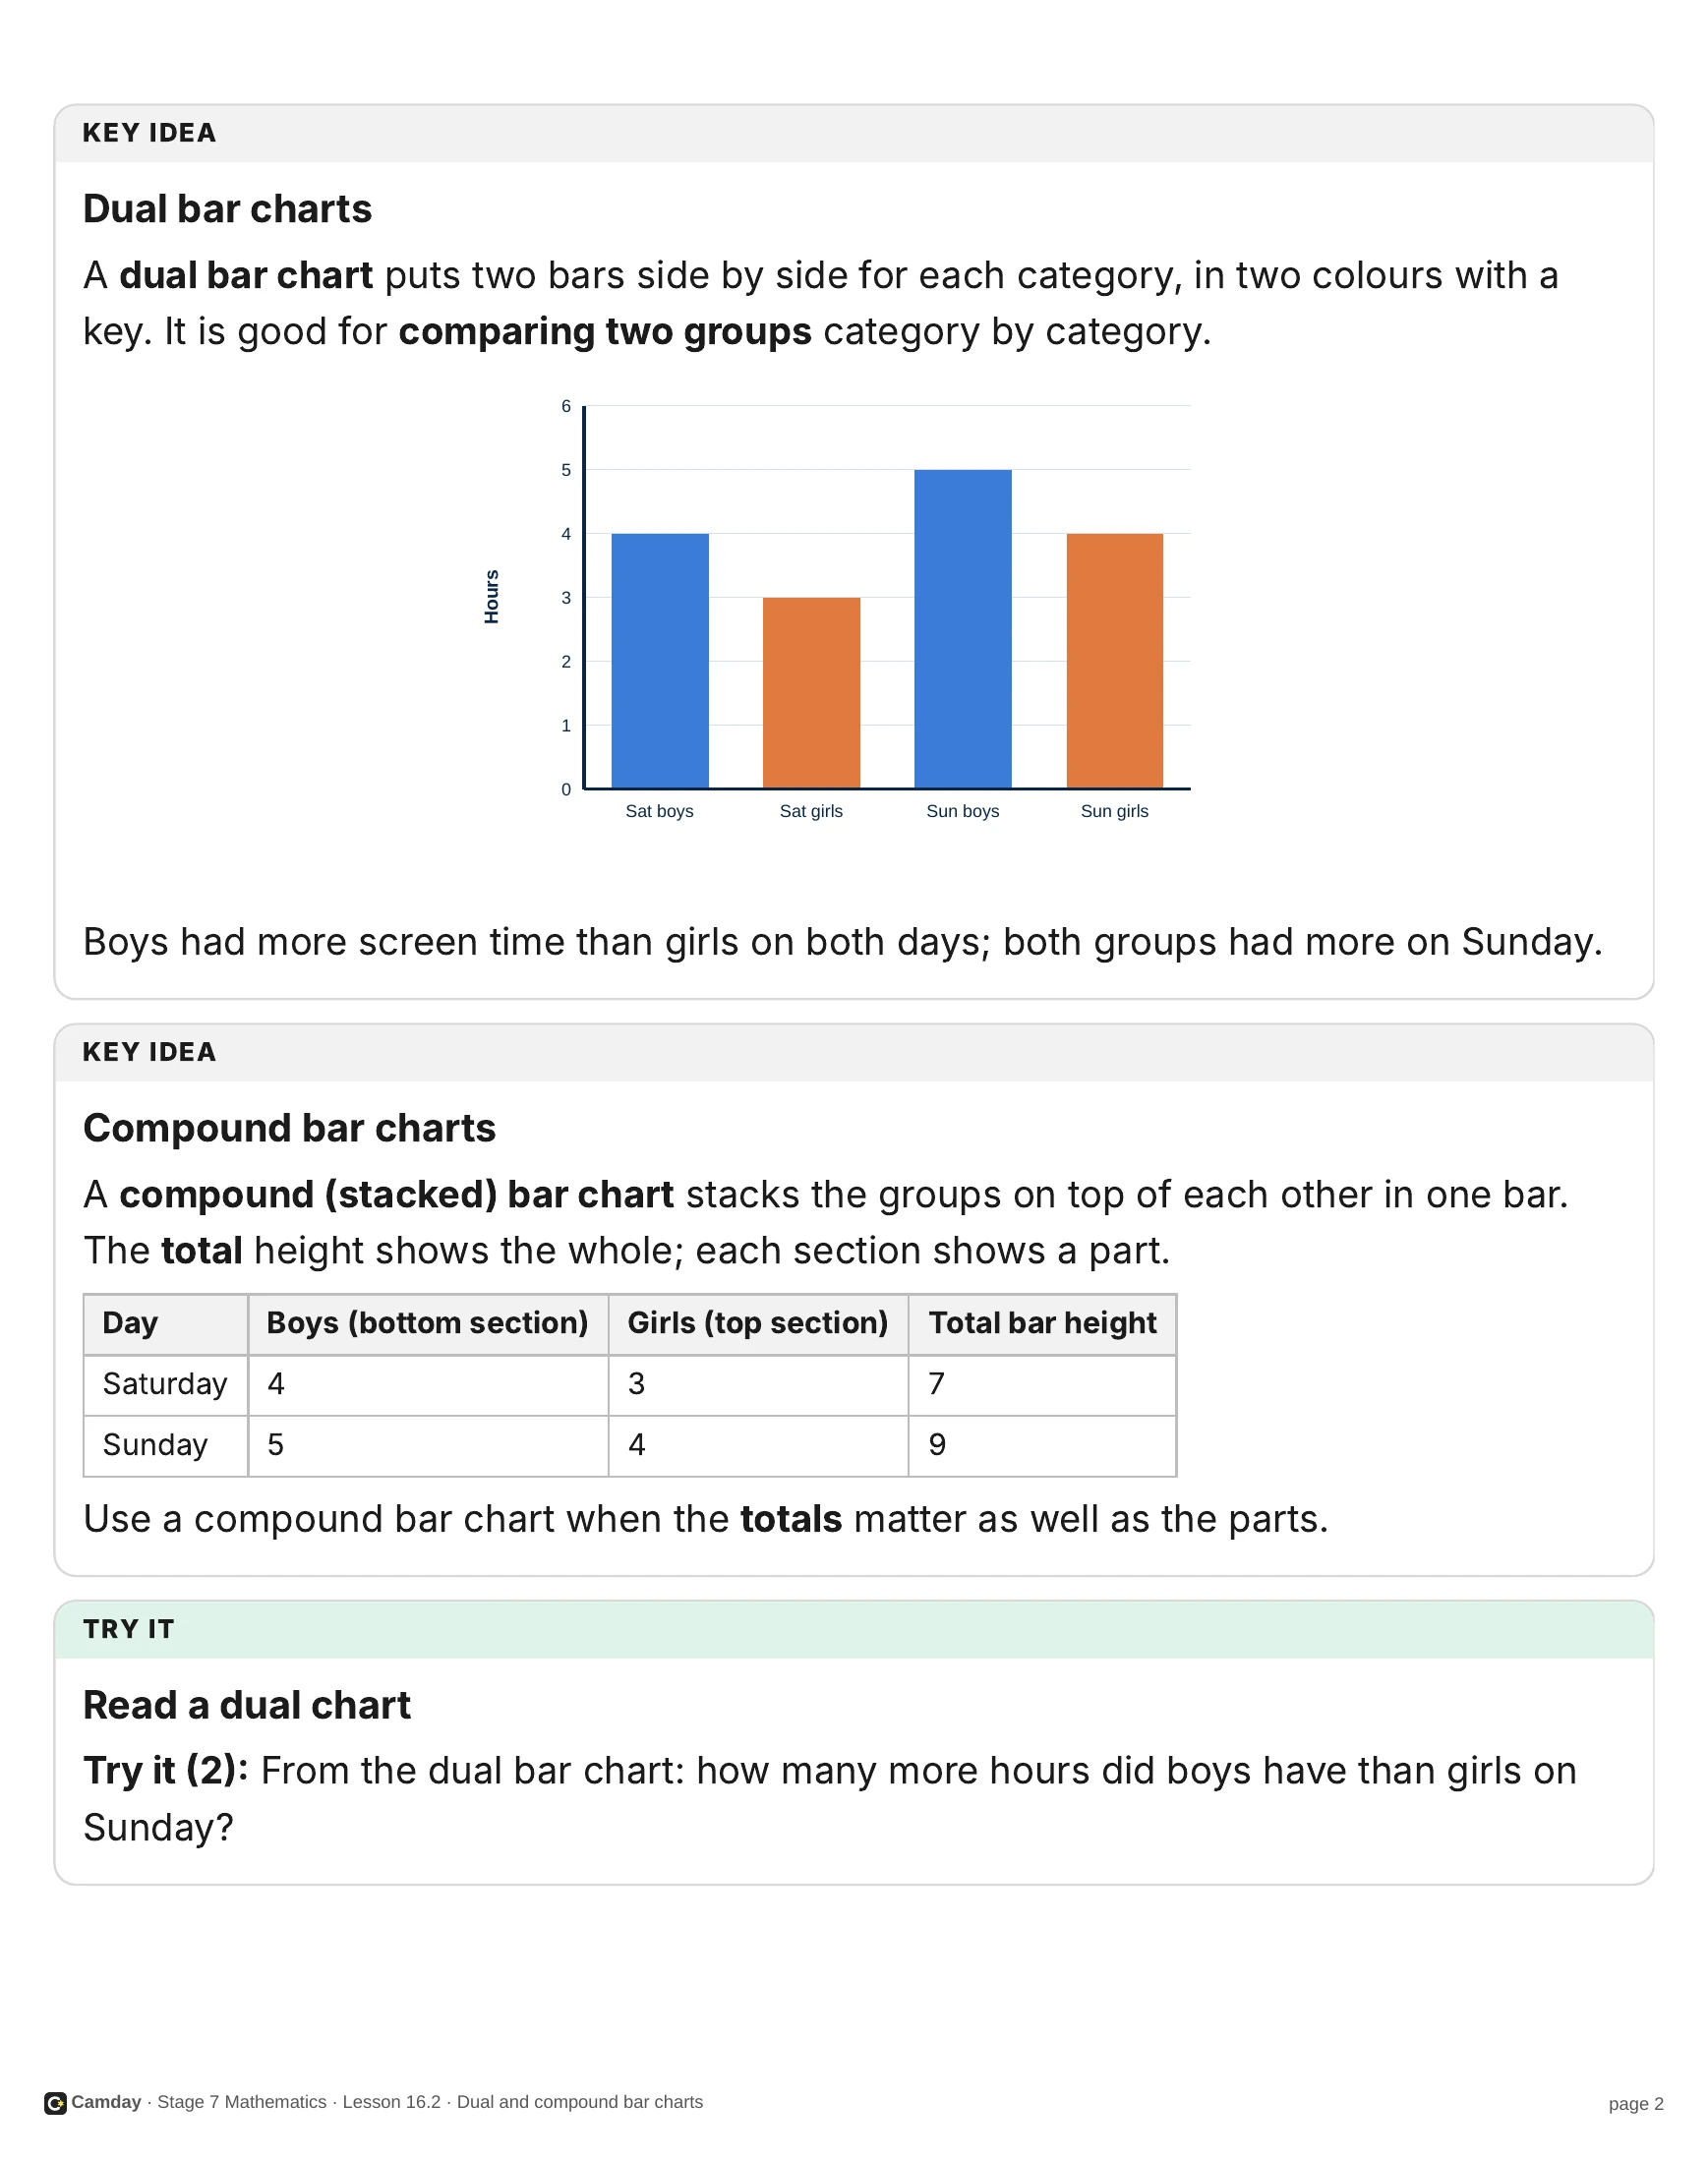 KEY IDEA
Dual bar charts
A dual bar chart puts two bars side by side for each category, in two colours with a
key. It is good for comparing two groups category by category.
6
5
4
3
2
1
0
Hours
Sat boys
Sat girls
Sun boys
Sun girls
Boys had more screen time than girls on both days; both groups had more on Sunday.
KEY IDEA
Compound bar charts
A compound (stacked) bar chart stacks the groups on top of each other in one bar.
The total height shows the whole; each section shows a part.
Day Boys (bottom section) Girls (top section) Total bar height
Saturday 4 3 7
Sunday 5 4 9
Use a compound bar chart when the totals matter as well as the parts.
TRY IT
Read a dual chart
Try it (2): From the dual bar chart: how many more hours did boys have than girls on
Sunday?
Camday · Stage 7 Mathematics · Lesson 16.2 · Dual and compound bar charts
page 2